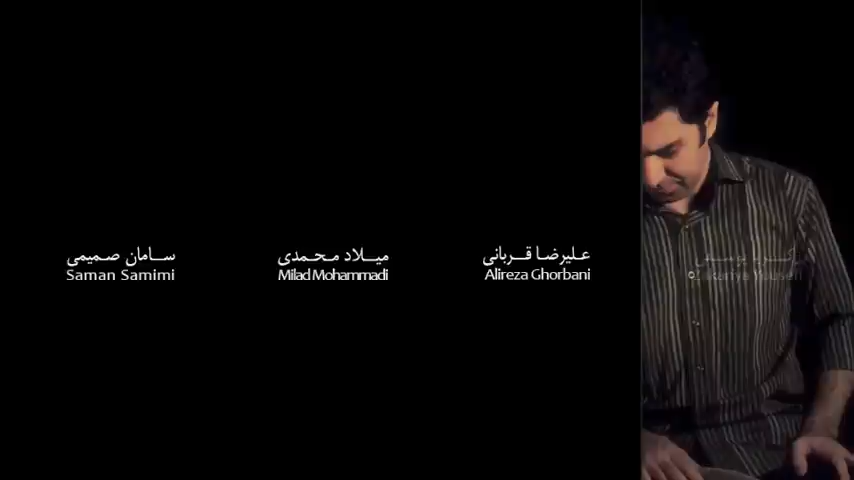 سامان صمیمی
Saman Samimi
میلاد محمدی
Milad Mohammadi
علیرضا قربانی
Alireza Ghorbani